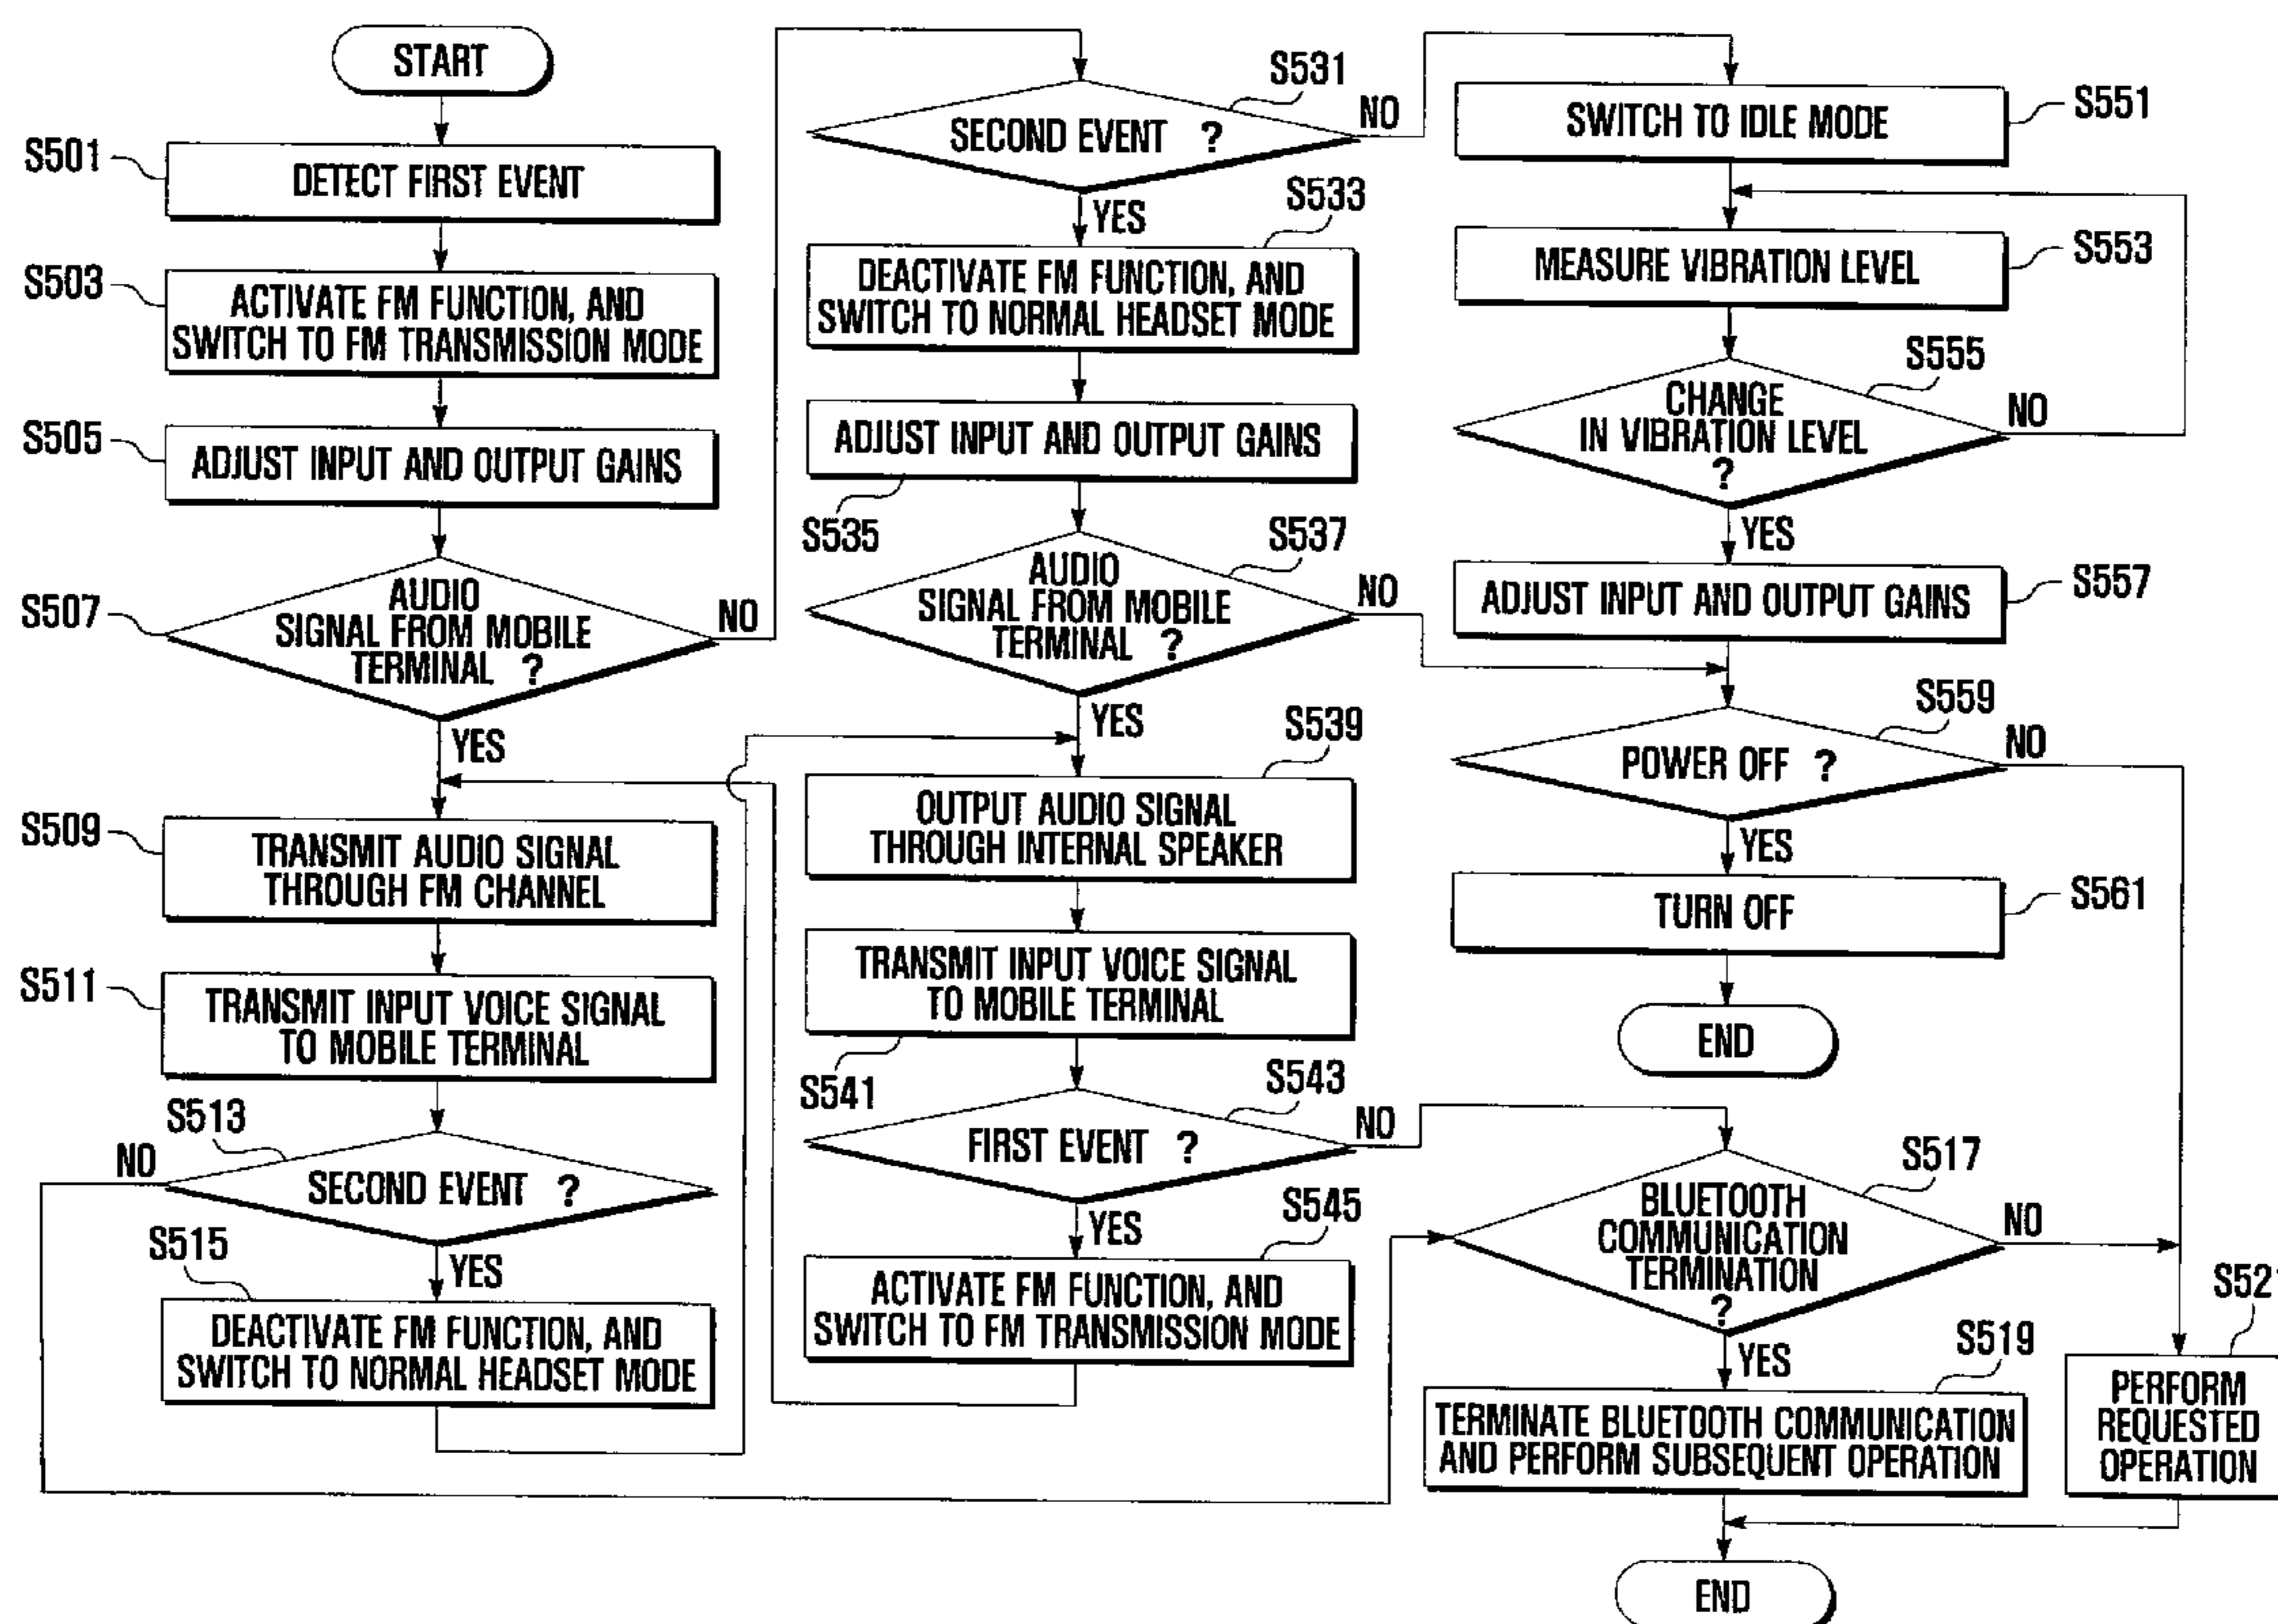 START
S501
DETECT FIRST EVENT
S503
ACTIVATE FM FUNCTION, AND
SWITCH TO FM TRANSMISSION MODE
S505
ADJUST INPUT AND OUTPUT GAINS
S507
AUDIO
SIGNAL FROM MOBILE
TERMINAL ?
NO
YES
S509
TRANSMIT AUDIO SIGNAL
THROUGH FM CHANNEL
S511
TRANSMIT INPUT VOICE SIGNAL
TO MOBILE TERMINAL
S513
NO
SECOND EVENT ?
YES
S515
DEACTIVATE FM FUNCTION, AND
SWITCH TO NORMAL HEADSET MODE
S531
SECOND EVENT ?
NO
YES
S533
DEACTIVATE FM FUNCTION, AND
SWITCH TO NORMAL HEADSET MODE
ADJUST INPUT AND OUTPUT GAINS
S535
S537
AUDIO
SIGNAL FROM MOBILE
TERMINAL ?
NO
YES
S539
OUTPUT AUDIO SIGNAL
THROUGH INTERNAL SPEAKER
TRANSMIT INPUT VOICE SIGNAL
TO MOBILE TERMINAL
S541
S543
FIRST EVENT ?
NO
YES
S545
ACTIVATE FM FUNCTION, AND
SWITCH TO FM TRANSMISSION MODE
S551
SWITCH TO IDLE MODE
S553
MEASURE VIBRATION LEVEL
S555
CHANGE
IN VIBRATION LEVEL
?
NO
YES
S557
ADJUST INPUT AND OUTPUT GAINS
S559
POWER OFF ?
NO
YES
S561
TURN OFF
END
S517
BLUETOOTH
COMMUNICATION
TERMINATION
?
NO
YES
S519
TERMINATE BLUETOOTH COMMUNICATION
AND PERFORM SUBSEQUENT OPERATION
PERFORM
REQUESTED
OPERATION
END